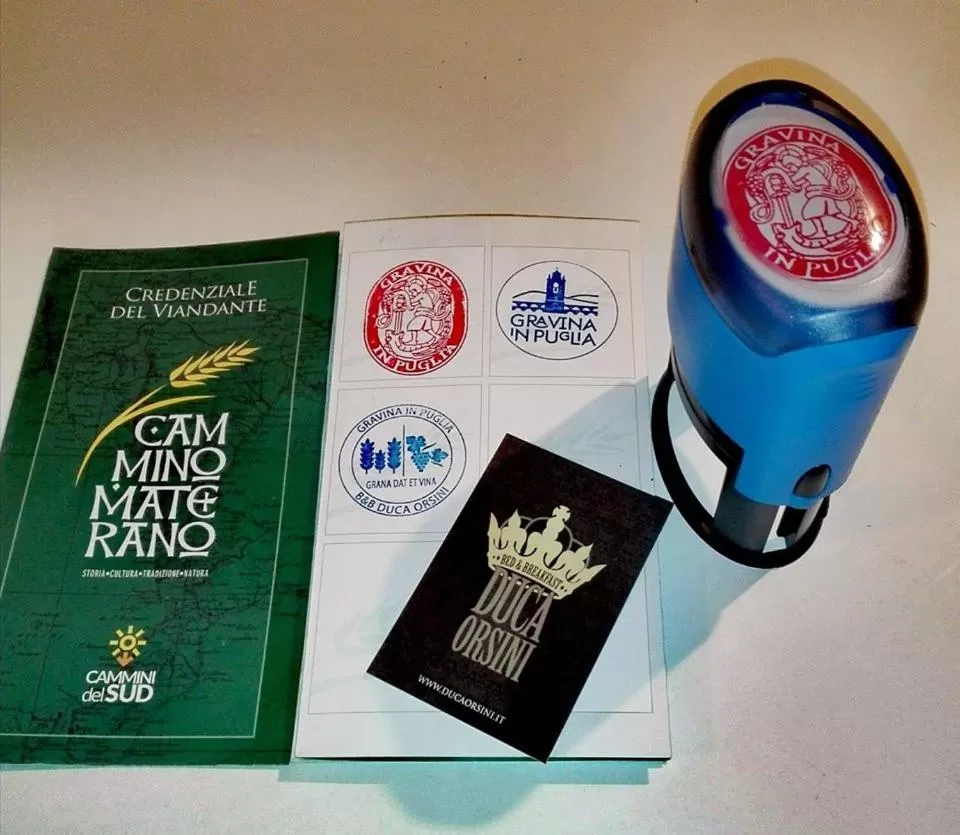 CREDENZIALE
DEL VIANDANTE
CAM
MINO
MATE
RANO
STORIA•CULTURA•TRADIZIONE•NATURA
CAMMINI
del SUD
GRAVINA
IN PUGLIA
GRAVINA
IN PUGLIA
GRAVINA IN PUGLIA
GRANA DAT ET VINA
B&B DUCA ORSINI
•BED & BREAKFAST•
DUCA
ORSINI
WWW.DUCAORSINI.IT
GRAVINA
IN PUGLIA